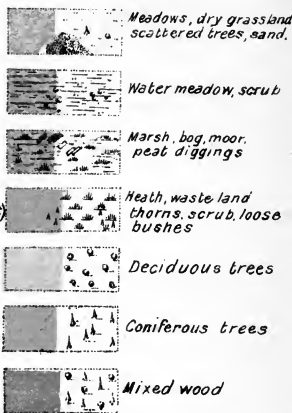 Meadows, dry grassland
scattered trees, sand.
Water meadow, scrub
Marsh, bog, moor,
peat diggings
Heath, waste land
thorns, scrub, loose
bushes
Deciduous trees
Coniferous trees
Mixed wood